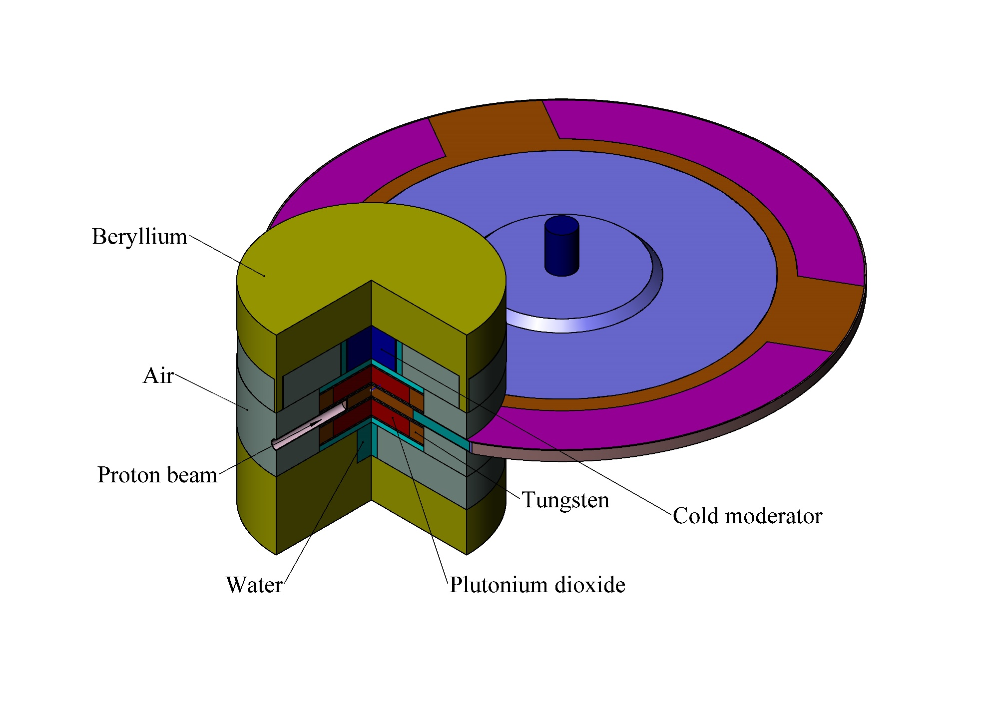 Beryllium
Air
Proton beam
Tungsten
Cold moderator
Water
Plutonium dioxide